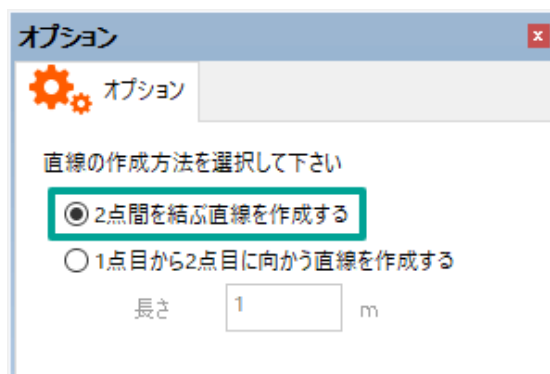 オプション
オプション
直線の作成方法を選択して下さい
2点間を結ぶ直線を作成する
1点目から2点目に向かう直線を作成する
長さ 1 m